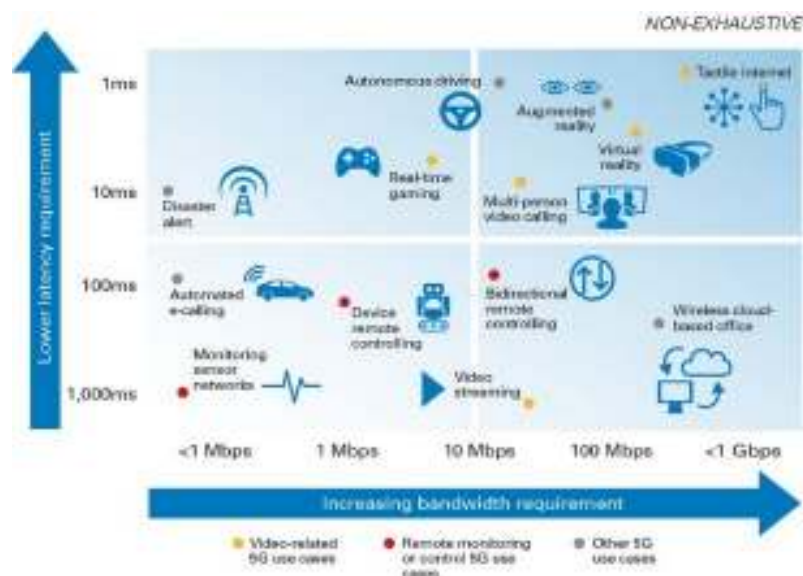 NON-EXHAUSTIVE
Lower latency requirement
1ms
10ms
100ms
1,000ms
Autonomous driving
Augmented
reality
Tactile internet
Virtual
reality
Real-time
gaming
Multi-person
video calling
Disaster
alert
Automated
e-calling
Device
remote
controlling
Bidirectional
remote
controlling
Wireless cloud-
based office
Monitoring
sensor
networks
Video
streaming
<1 Mbps
1 Mbps
10 Mbps
100 Mbps
<1 Gbps
Increasing bandwidth requirement
Video-related
5G use cases
Remote monitoring
or control 5G use
cases
Other 5G
use cases